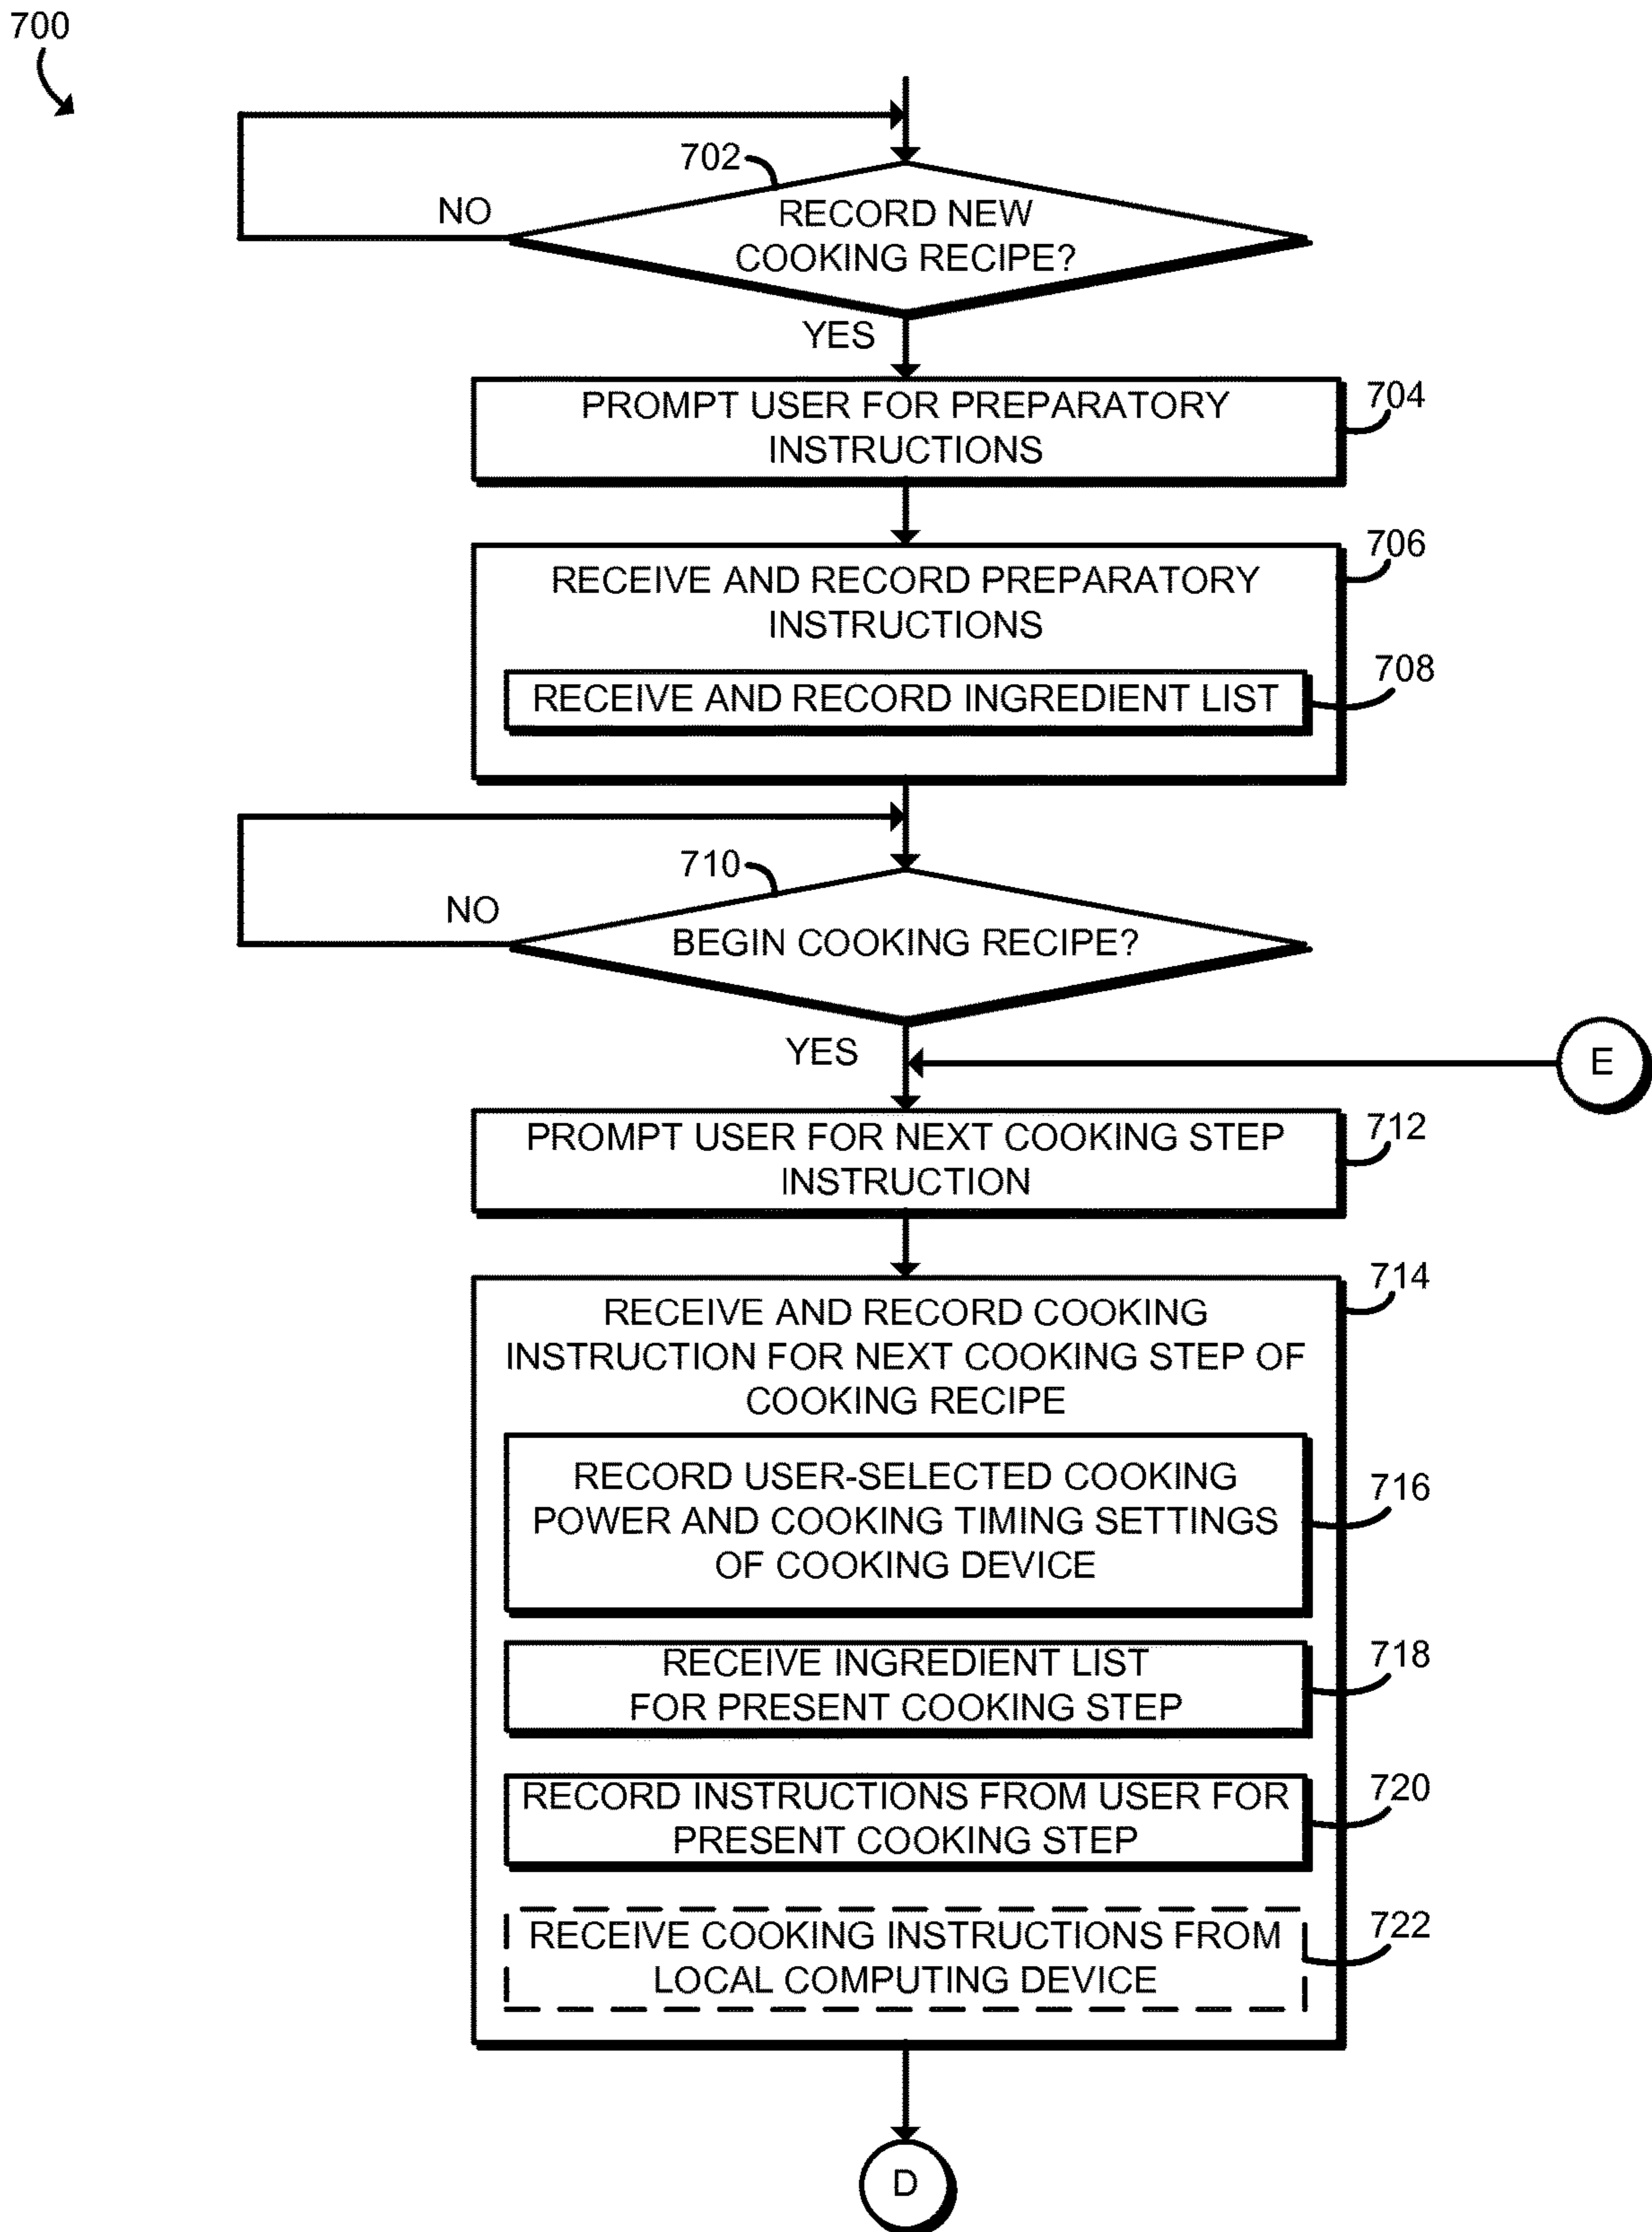 700
702
NO
RECORD NEW
COOKING RECIPE?
YES
PROMPT USER FOR PREPARATORY
INSTRUCTIONS
704
RECEIVE AND RECORD PREPARATORY
INSTRUCTIONS
706
RECEIVE AND RECORD INGREDIENT LIST
708
710
NO
BEGIN COOKING RECIPE?
YES
E
PROMPT USER FOR NEXT COOKING STEP
INSTRUCTION
712
714
RECEIVE AND RECORD COOKING
INSTRUCTION FOR NEXT COOKING STEP OF
COOKING RECIPE
RECORD USER-SELECTED COOKING
POWER AND COOKING TIMING SETTINGS
OF COOKING DEVICE
716
RECEIVE INGREDIENT LIST
FOR PRESENT COOKING STEP
718
RECORD INSTRUCTIONS FROM USER FOR
PRESENT COOKING STEP
720
RECEIVE COOKING INSTRUCTIONS FROM
LOCAL COMPUTING DEVICE
722
D